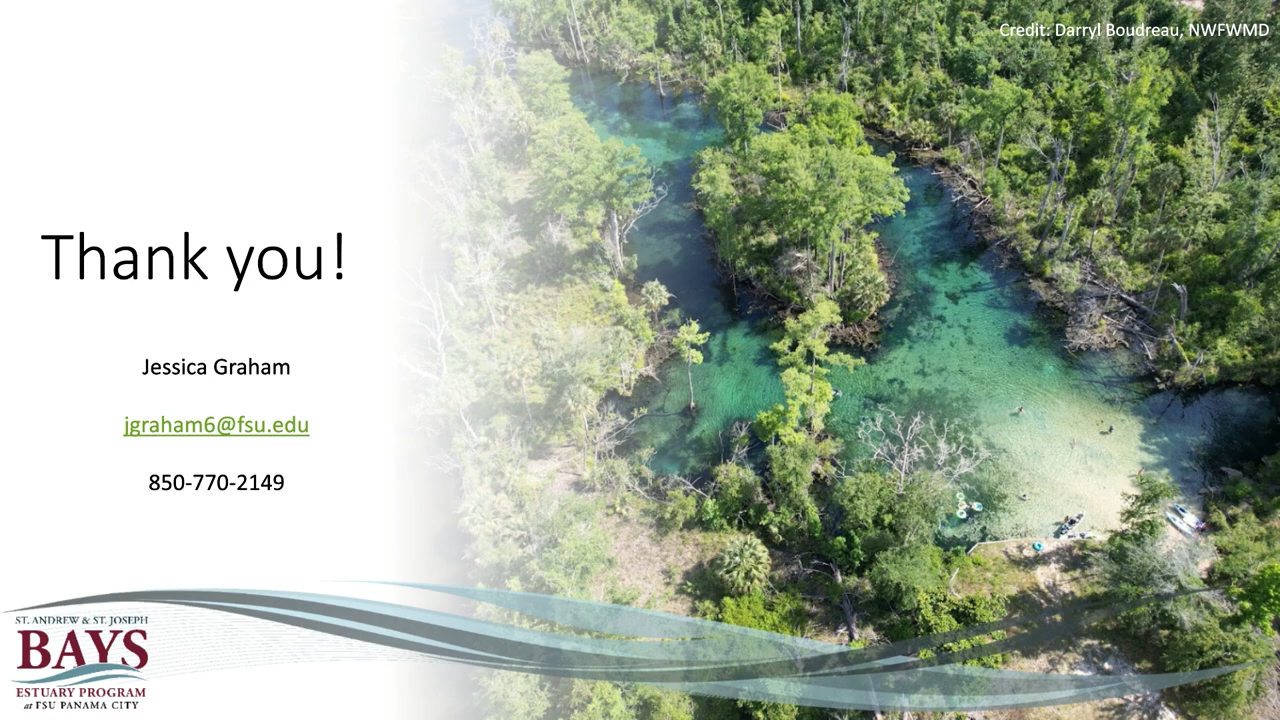 Credit: Darryl Boudreau, NWFWMD
Thank you!
Jessica Graham
jgraham6@fsu.edu
850-770-2149
ST. ANDREW & ST. JOSEPH
BAYS
ESTUARY PROGRAM
at FSU PANAMA CITY